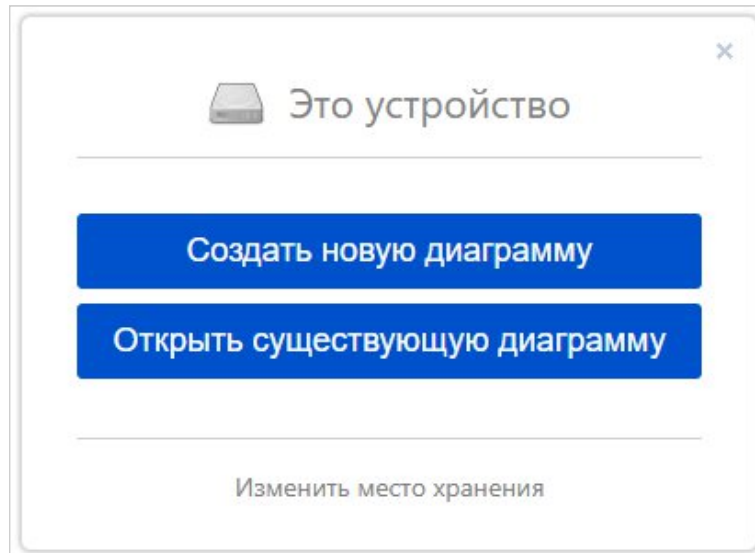 Это устройство
Создать новую диаграмму
Открыть существующую диаграмму
Изменить место хранения